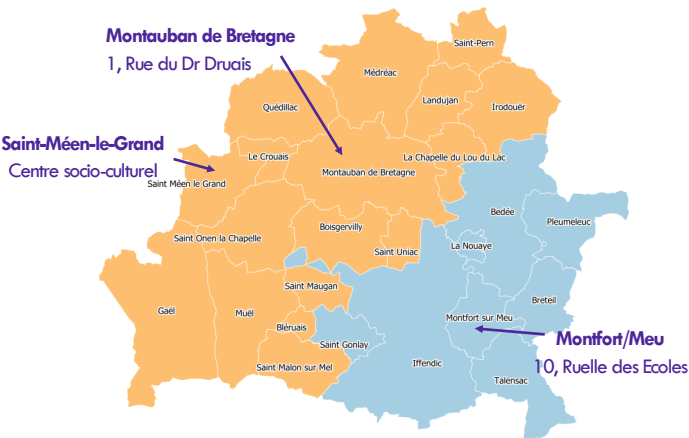 Montauban de Bretagne
1, Rue du Dr Druais
Saint-Pern
Médréac
Landujan
Irodouër
Quédillac
Saint-Méen-le-Grand
Centre socio-culturel
Le Crouais
La Chapelle du Lou du Lac
Montauban de Bretagne
Saint Méen le Grand
Bedée
Pleumeleuc
Boisgervilly
Saint Onen la Chapelle
La Nouaye
Saint Uniac
Saint Maugan
Breteil
Gaël
Muël
Montfort sur Meu
Bléruais
Saint Gonlay
Montfort/Meu
10, Ruelle des Ecoles
Iffendic
Saint Malon sur Mel
Talensac